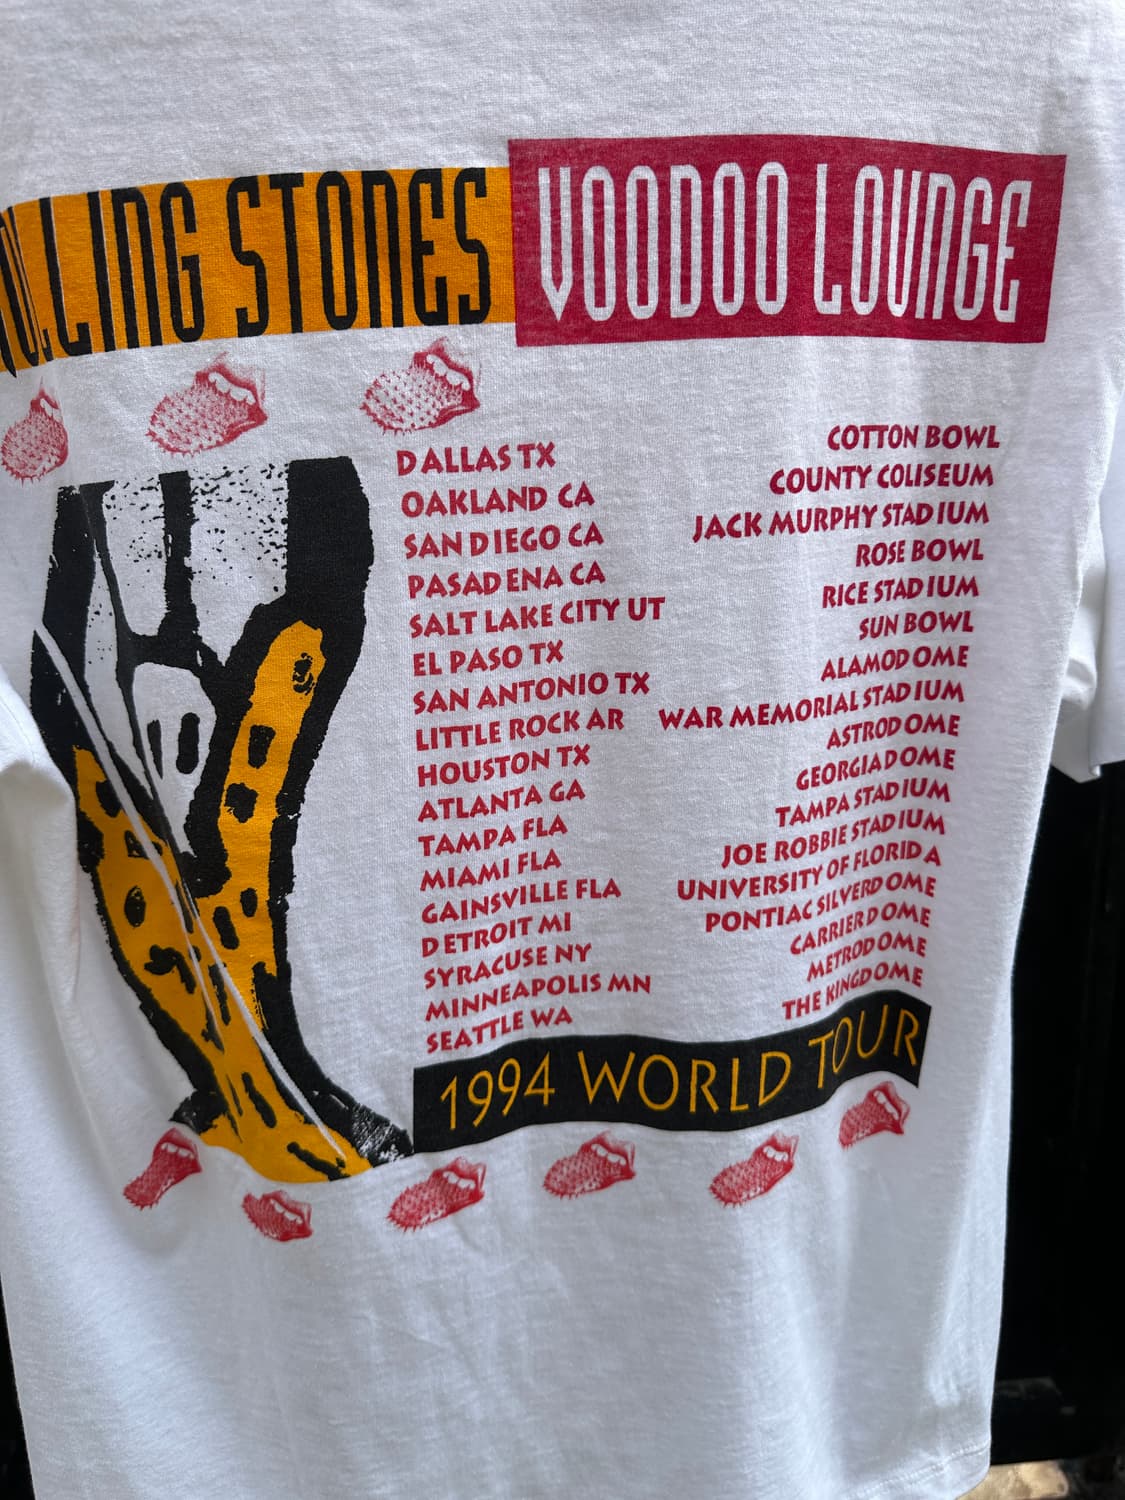 ROLLING STONES VOODOO LOUNGE
DALLAS TX COTTON BOWL
OAKLAND CA COUNTY COLISEUM
SAN DIEGO CA JACK MURPHY STADIUM
PASADENA CA ROSE BOWL
SALT LAKE CITY UT RICE STADIUM
EL PASO TX SUN BOWL
SAN ANTONIO TX ALAMODOME
LITTLE ROCK AR WAR MEMORIAL STADIUM
HOUSTON TX ASTRODOME
ATLANTA GA GEORGIADOME
TAMPA FLA TAMPA STADIUM
MIAMI FLA JOE ROBBIE STADIUM
GAINSVILLE FLA UNIVERSITY OF FLORIDA
DETROIT MI PONTIAC SILVERDOME
SYRACUSE NY CARRIERDOME
MINNEAPOLIS MN METRODOME
SEATTLE WA THE KINGDOME
1994 WORLD TOUR